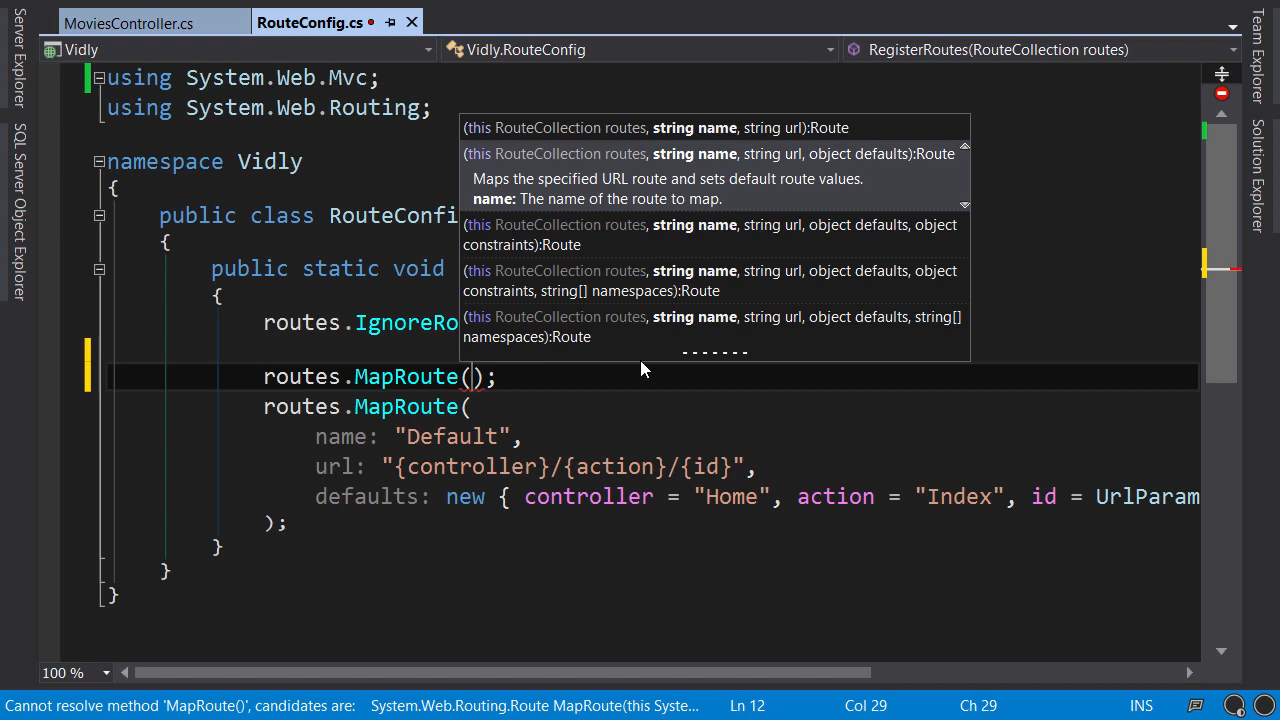 MoviesController.cs
RouteConfig.cs
Vidly
Vidly.RouteConfig
RegisterRoutes(RouteCollection routes)
Server Explorer
SQL Server Object Explorer
Team Explorer
Solution Explorer
using System.Web.Mvc;
using System.Web.Routing;
(this RouteCollection routes, string name, string url):Route
(this RouteCollection routes, string name, string url, object defaults):Route
Maps the specified URL route and sets default route values.
name: The name of the route to map.
(this RouteCollection routes, string name, string url, object defaults, object
constraints):Route
(this RouteCollection routes, string name, string url, object defaults, object
constraints, string[] namespaces):Route
(this RouteCollection routes, string name, string url, object defaults, string[]
namespaces):Route
namespace Vidly
{
public class RouteConfi
{
public static void
{
routes.IgnoreRo
routes.MapRoute();
routes.MapRoute(
name: "Default",
url: "{controller}/{action}/{id}",
defaults: new { controller = "Home", action = "Index", id = UrlParam
);
}
}
}
100 %
Cannot resolve method 'MapRoute()', candidates are: System.Web.Routing.Route MapRoute(this Syste...
Ln 12
Col 29
Ch 29
INS